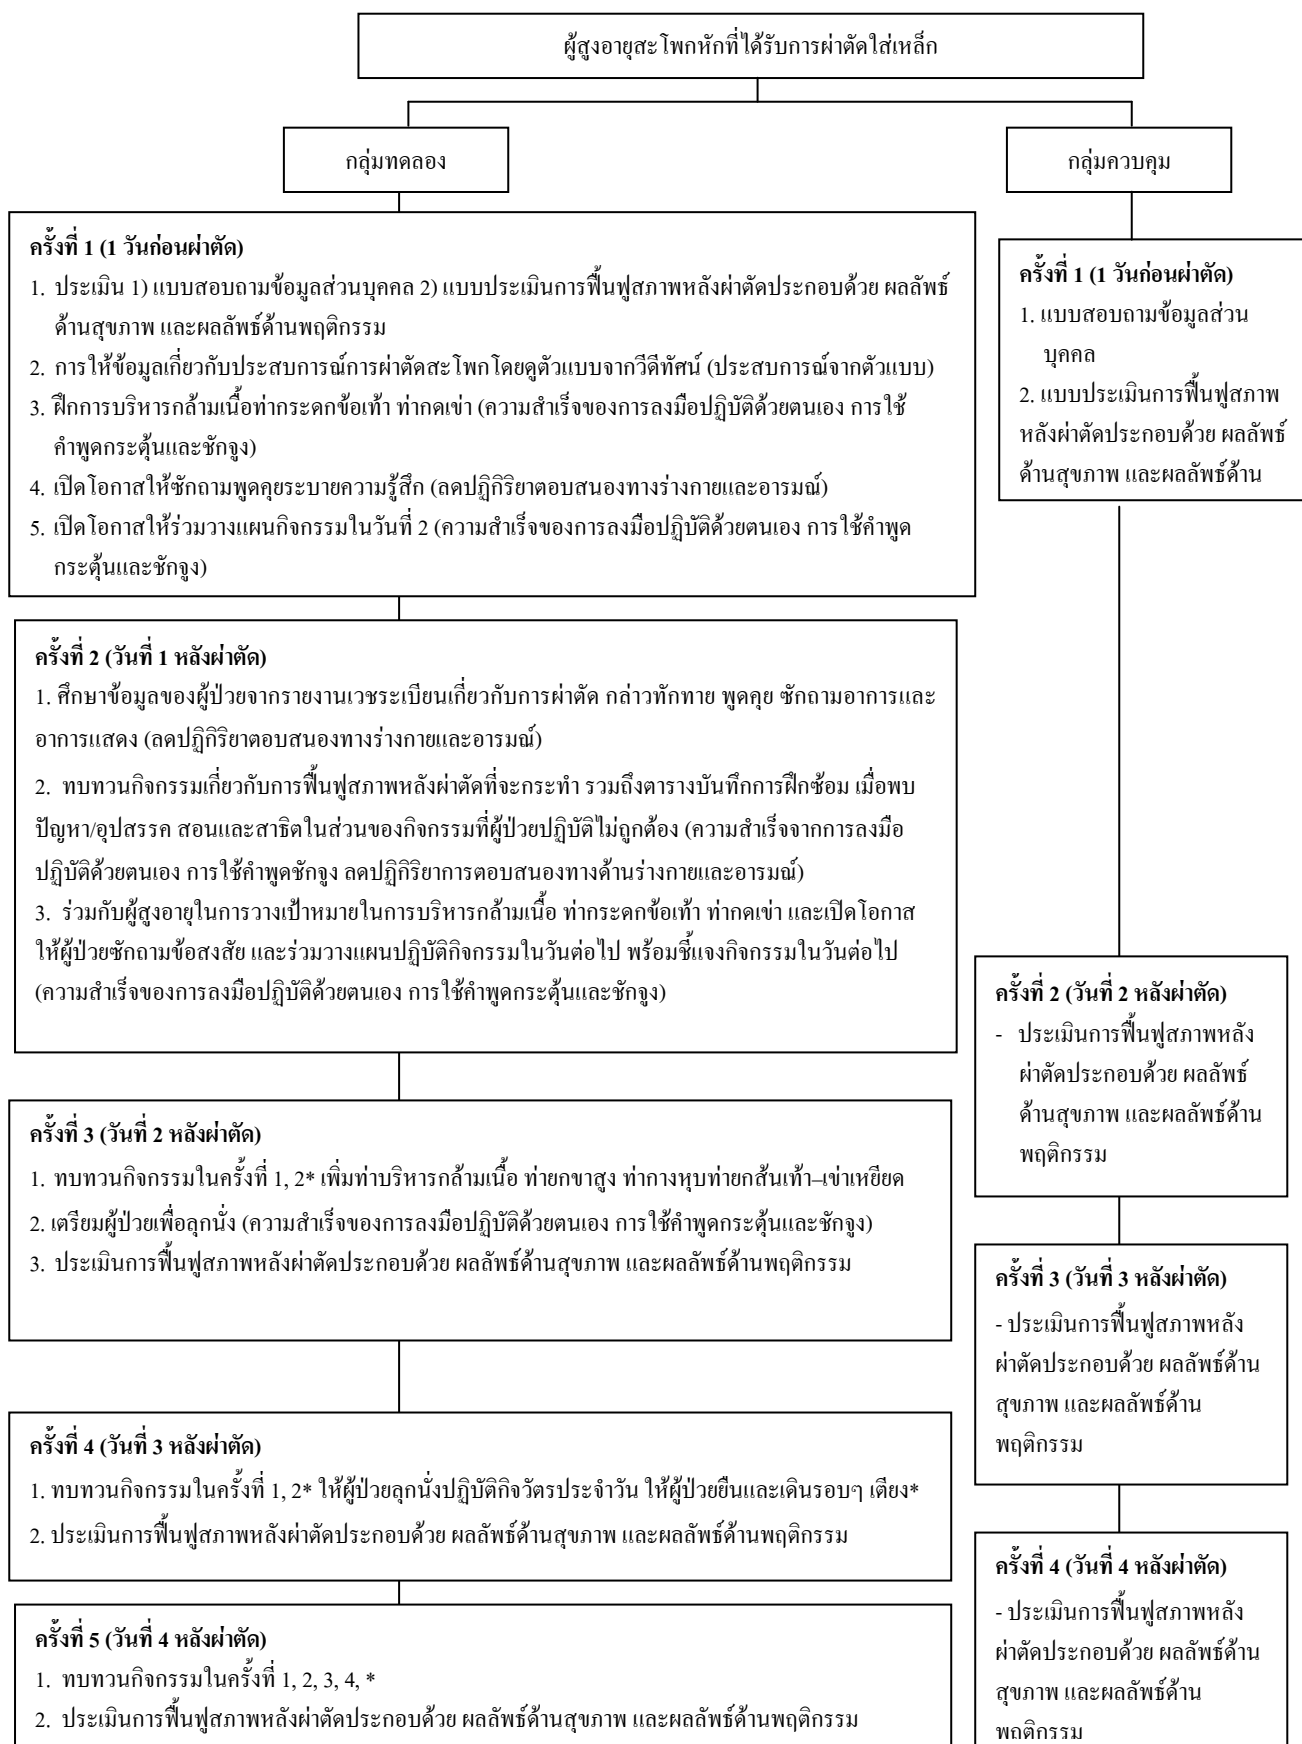 ผู้สูงอายุสะโพกหักที่ได้รับการผ่าตัดใส่เหล็ก
กลุ่มทดลอง
กลุ่มควบคุม
ครั้งที่ 1 (1 วันก่อนผ่าตัด)
1. ประเมิน 1) แบบสอบถามข้อมูลส่วนบุคคล 2) แบบประเมินการฟื้นฟูสภาพหลังผ่าตัดประกอบด้วย ผลลัพธ์
ด้านสุขภาพ และผลลัพธ์ด้านพฤติกรรม
2. การให้ข้อมูลเกี่ยวกับประสบการณ์การผ่าตัดสะโพกโดยดูตัวแบบจากวีดีทัศน์ (ประสบการณ์จากตัวแบบ)
3. ฝึกการบริหารกล้ามเนื้อท่ากระดกข้อเท้า ท่ากดเข่า (ความสำเร็จของการลงมือปฏิบัติด้วยตนเอง การใช้
คำพูดกระตุ้นและชักจูง)
4. เปิดโอกาสให้ซักถามพูดคุยระบายความรู้สึก (ลดปฏิกิริยาตอบสนองทางร่างกายและอารมณ์)
5. เปิดโอกาสให้ร่วมวางแผนกิจกรรมในวันที่ 2 (ความสำเร็จของการลงมือปฏิบัติด้วยตนเอง การใช้คำพูด
กระตุ้นและชักจูง)
ครั้งที่ 1 (1 วันก่อนผ่าตัด)
1. แบบสอบถามข้อมูลส่วน
บุคคล
2. แบบประเมินการฟื้นฟูสภาพ
หลังผ่าตัดประกอบด้วย ผลลัพธ์
ด้านสุขภาพ และผลลัพธ์ด้าน
ครั้งที่ 2 (วันที่ 1 หลังผ่าตัด)
1. ศึกษาข้อมูลของผู้ป่วยจากรายงานเวชระเบียนเกี่ยวกับการผ่าตัด กล่าวทักทาย พูดคุย ซักถามอาการและ
อาการแสดง (ลดปฏิกิริยาตอบสนองทางร่างกายและอารมณ์)
2. ทบทวนกิจกรรมเกี่ยวกับการฟื้นฟูสภาพหลังผ่าตัดที่จะกระทำ รวมถึงตารางบันทึกการฝึกซ้อม เมื่อพบ
ปัญหา/อุปสรรค สอนและสาธิตในส่วนของกิจกรรมที่ผู้ป่วยปฏิบัติไม่ถูกต้อง (ความสำเร็จจากการลงมือ
ปฏิบัติด้วยตนเอง การใช้คำพูดชักจูง ลดปฏิกิริยาการตอบสนองทางด้านร่างกายและอารมณ์)
3. ร่วมกับผู้สูงอายุในการวางเป้าหมายในการบริหารกล้ามเนื้อ ท่ากระดกข้อเท้า ท่ากดเข่า และเปิดโอกาส
ให้ผู้ป่วยซักถามข้อสงสัย และร่วมวางแผนปฏิบัติกิจกรรมในวันต่อไป พร้อมชี้แจงกิจกรรมในวันต่อไป
(ความสำเร็จของการลงมือปฏิบัติด้วยตนเอง การใช้คำพูดกระตุ้นและชักจูง)
ครั้งที่ 2 (วันที่ 2 หลังผ่าตัด)
- ประเมินการฟื้นฟูสภาพหลัง
ผ่าตัดประกอบด้วย ผลลัพธ์
ด้านสุขภาพ และผลลัพธ์ด้าน
พฤติกรรม
ครั้งที่ 3 (วันที่ 2 หลังผ่าตัด)
1. ทบทวนกิจกรรมในครั้งที่ 1, 2* เพิ่มท่าบริหารกล้ามเนื้อ ท่ายกขาสูง ท่ากางหุบท่ายกส้นเท้า–เข่าเหยียด
2. เตรียมผู้ป่วยเพื่อลุกนั่ง (ความสำเร็จของการลงมือปฏิบัติด้วยตนเอง การใช้คำพูดกระตุ้นและชักจูง)
3. ประเมินการฟื้นฟูสภาพหลังผ่าตัดประกอบด้วย ผลลัพธ์ด้านสุขภาพ และผลลัพธ์ด้านพฤติกรรม
ครั้งที่ 3 (วันที่ 3 หลังผ่าตัด)
- ประเมินการฟื้นฟูสภาพหลัง
ผ่าตัดประกอบด้วย ผลลัพธ์ด้าน
สุขภาพ และผลลัพธ์ด้าน
พฤติกรรม
ครั้งที่ 4 (วันที่ 3 หลังผ่าตัด)
1. ทบทวนกิจกรรมในครั้งที่ 1, 2* ให้ผู้ป่วยลุกนั่งปฏิบัติกิจวัตรประจำวัน ให้ผู้ป่วยยืนและเดินรอบๆ เตียง*
2. ประเมินการฟื้นฟูสภาพหลังผ่าตัดประกอบด้วย ผลลัพธ์ด้านสุขภาพ และผลลัพธ์ด้านพฤติกรรม
ครั้งที่ 4 (วันที่ 4 หลังผ่าตัด)
- ประเมินการฟื้นฟูสภาพหลัง
ผ่าตัดประกอบด้วย ผลลัพธ์ด้าน
สุขภาพ และผลลัพธ์ด้าน
พฤติกรรม
ครั้งที่ 5 (วันที่ 4 หลังผ่าตัด)
1. ทบทวนกิจกรรมในครั้งที่ 1, 2, 3, 4, *
2. ประเมินการฟื้นฟูสภาพหลังผ่าตัดประกอบด้วย ผลลัพธ์ด้านสุขภาพ และผลลัพธ์ด้านพฤติกรรม